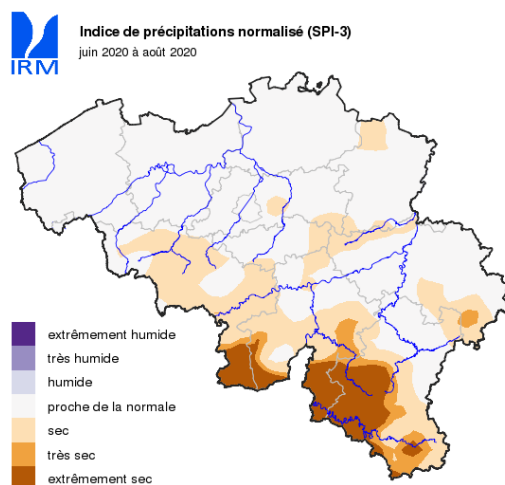 Indice de précipitations normalisé (SPI-3)
juin 2020 à août 2020
IRM
extrêmement humide
très humide
humide
proche de la normale
sec
très sec
extrêmement sec